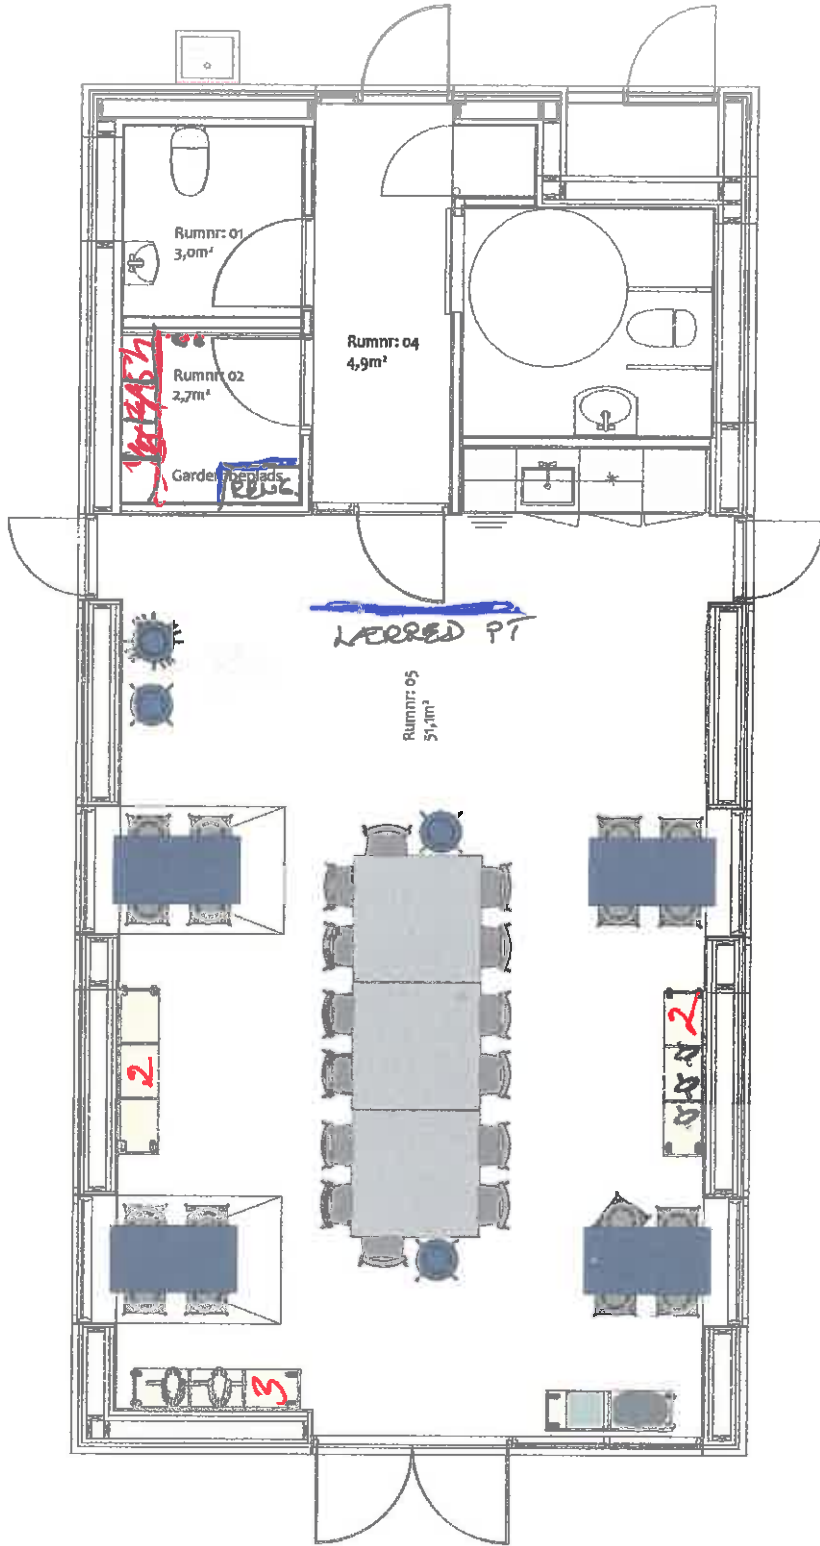 Rumnr: 01
3,0m²
Rumnr: 04
4,9m²
Rumnr: 02
2,7m²
RENG.
LÆRRED PT
Rumnr: 05
51,1m²
2
2
3